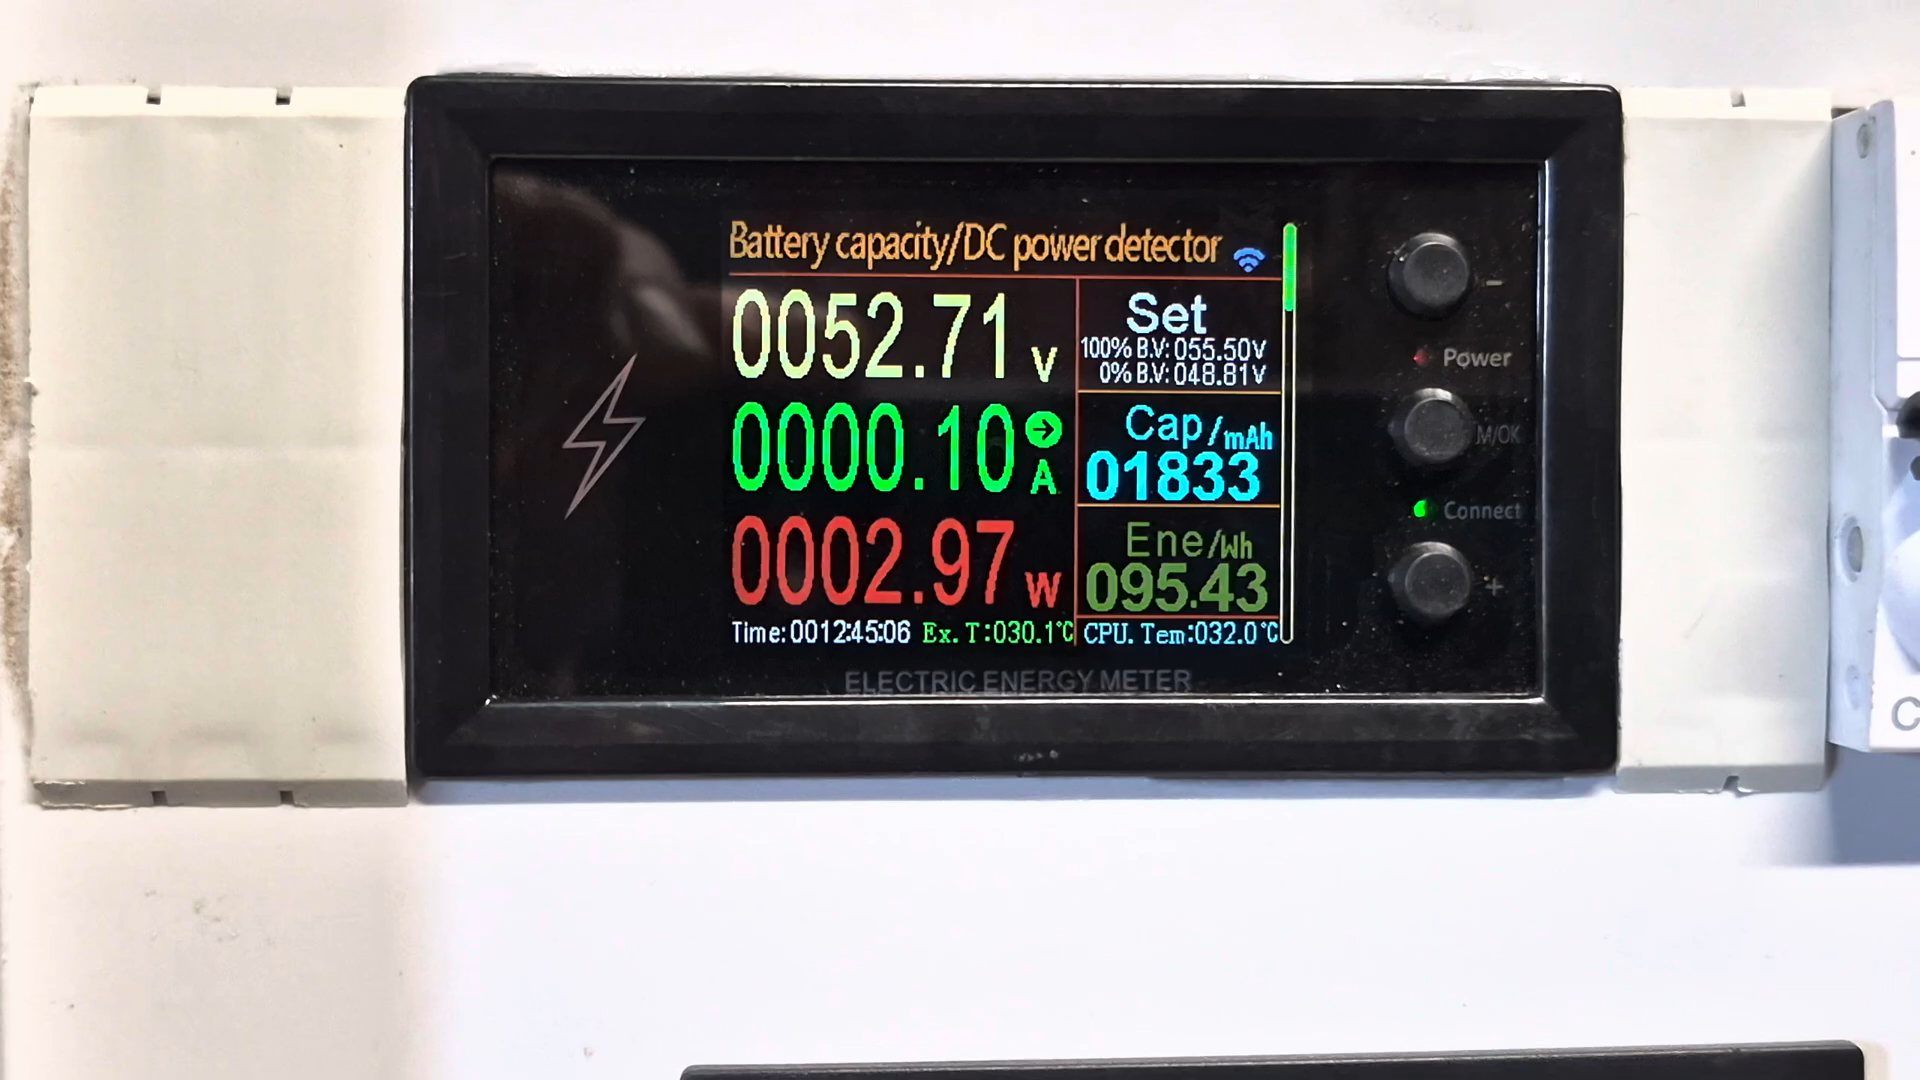 Battery capacity/DC power detector
0052.71 V
Set
100% B.V: 055.50V
0% B.V: 048.81V
Power
0000.10 A
Cap/mAh
01833
M/OK
Connect
0002.97 W
Ene/Wh
095.43
Time: 0012:45:06 Ex. T:030.1℃ CPU. Tem:032.0℃
ELECTRIC ENERGY METER
C